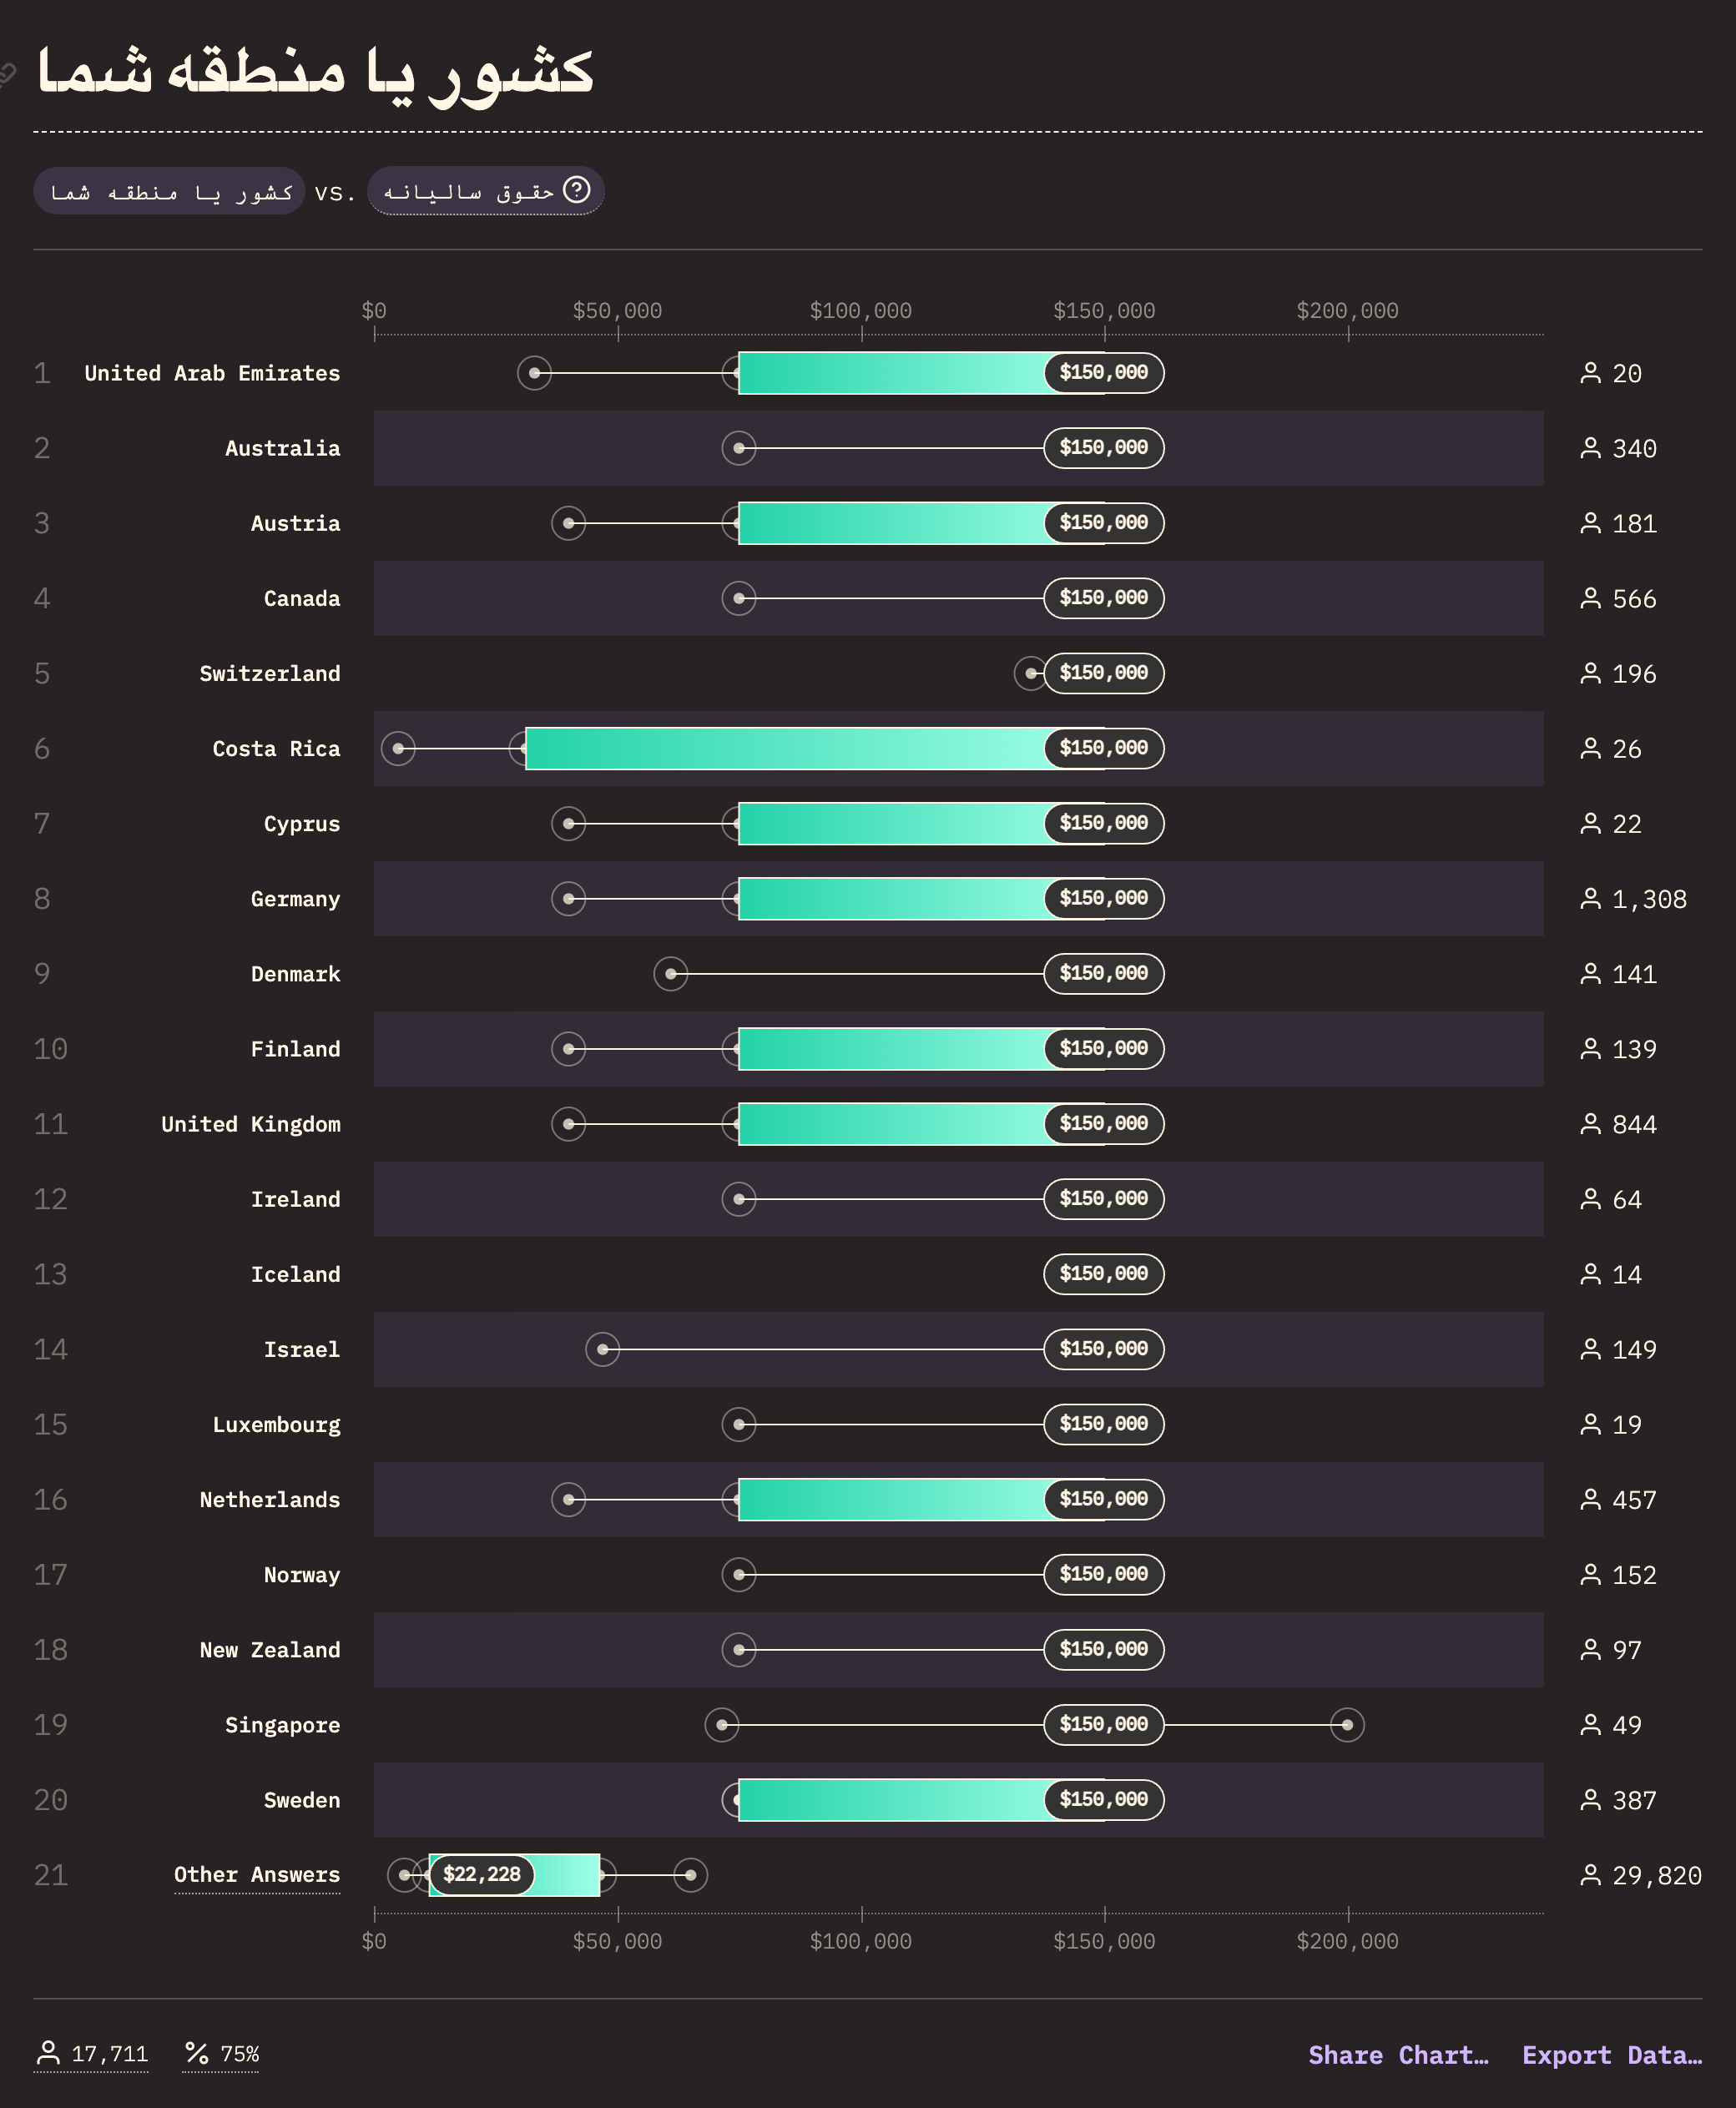 کشور یا منطقه شما
کشور یا منطقه شما vs. حقوق سالیانه
$0 $50,000 $100,000 $150,000 $200,000
1 United Arab Emirates $150,000 20
2 Australia $150,000 340
3 Austria $150,000 181
4 Canada $150,000 566
5 Switzerland $150,000 196
6 Costa Rica $150,000 26
7 Cyprus $150,000 22
8 Germany $150,000 1,308
9 Denmark $150,000 141
10 Finland $150,000 139
11 United Kingdom $150,000 844
12 Ireland $150,000 64
13 Iceland $150,000 14
14 Israel $150,000 149
15 Luxembourg $150,000 19
16 Netherlands $150,000 457
17 Norway $150,000 152
18 New Zealand $150,000 97
19 Singapore $150,000 49
20 Sweden $150,000 387
21 Other Answers $22,228 29,820
$0 $50,000 $100,000 $150,000 $200,000
17,711 % 75% Share Chart… Export Data…